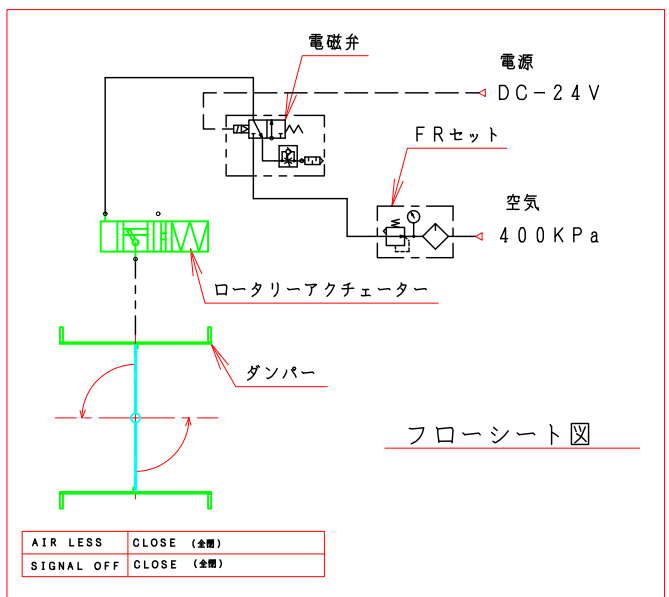 電磁弁
電源
DC-24V
FRセット
空気
400KPa
ロータリーアクチェーター
ダンパー
フローシート図
AIR LESS CLOSE (全閉)
SIGNAL OFF CLOSE (全閉)